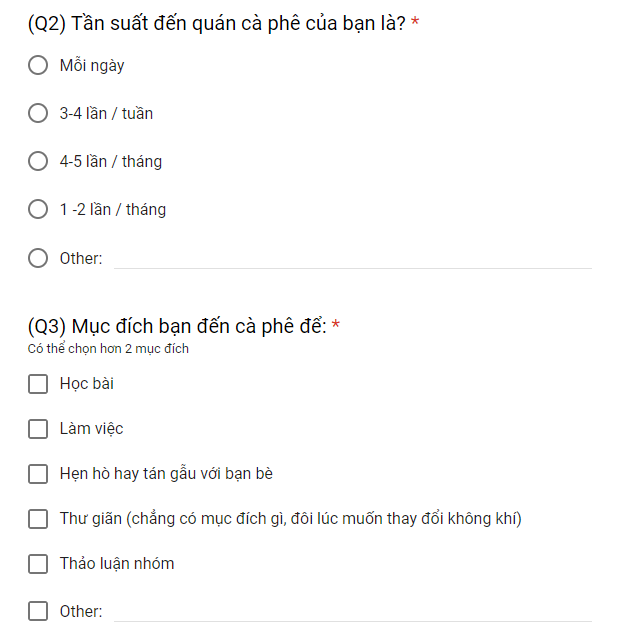 (Q2) Tần suất đến quán cà phê của bạn là? *
Mỗi ngày
3-4 lần / tuần
4-5 lần / tháng
1 -2 lần / tháng
Other:
(Q3) Mục đích bạn đến cà phê để: *
Có thể chọn hơn 2 mục đích
Học bài
Làm việc
Hẹn hò hay tán gẫu với bạn bè
Thư giãn (chẳng có mục đích gì, đôi lúc muốn thay đổi không khí)
Thảo luận nhóm
Other: